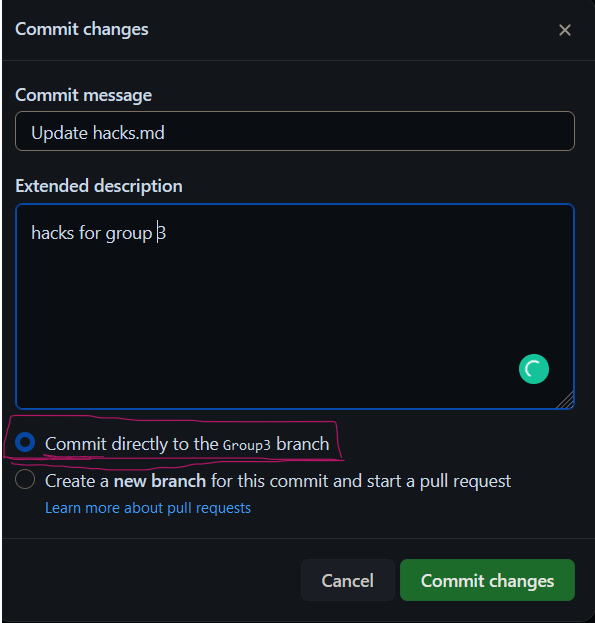 Commit changes
Commit message
Update hacks.md
Extended description
hacks for group 3
Commit directly to the Group3 branch
Create a new branch for this commit and start a pull request
Learn more about pull requests
Cancel
Commit changes